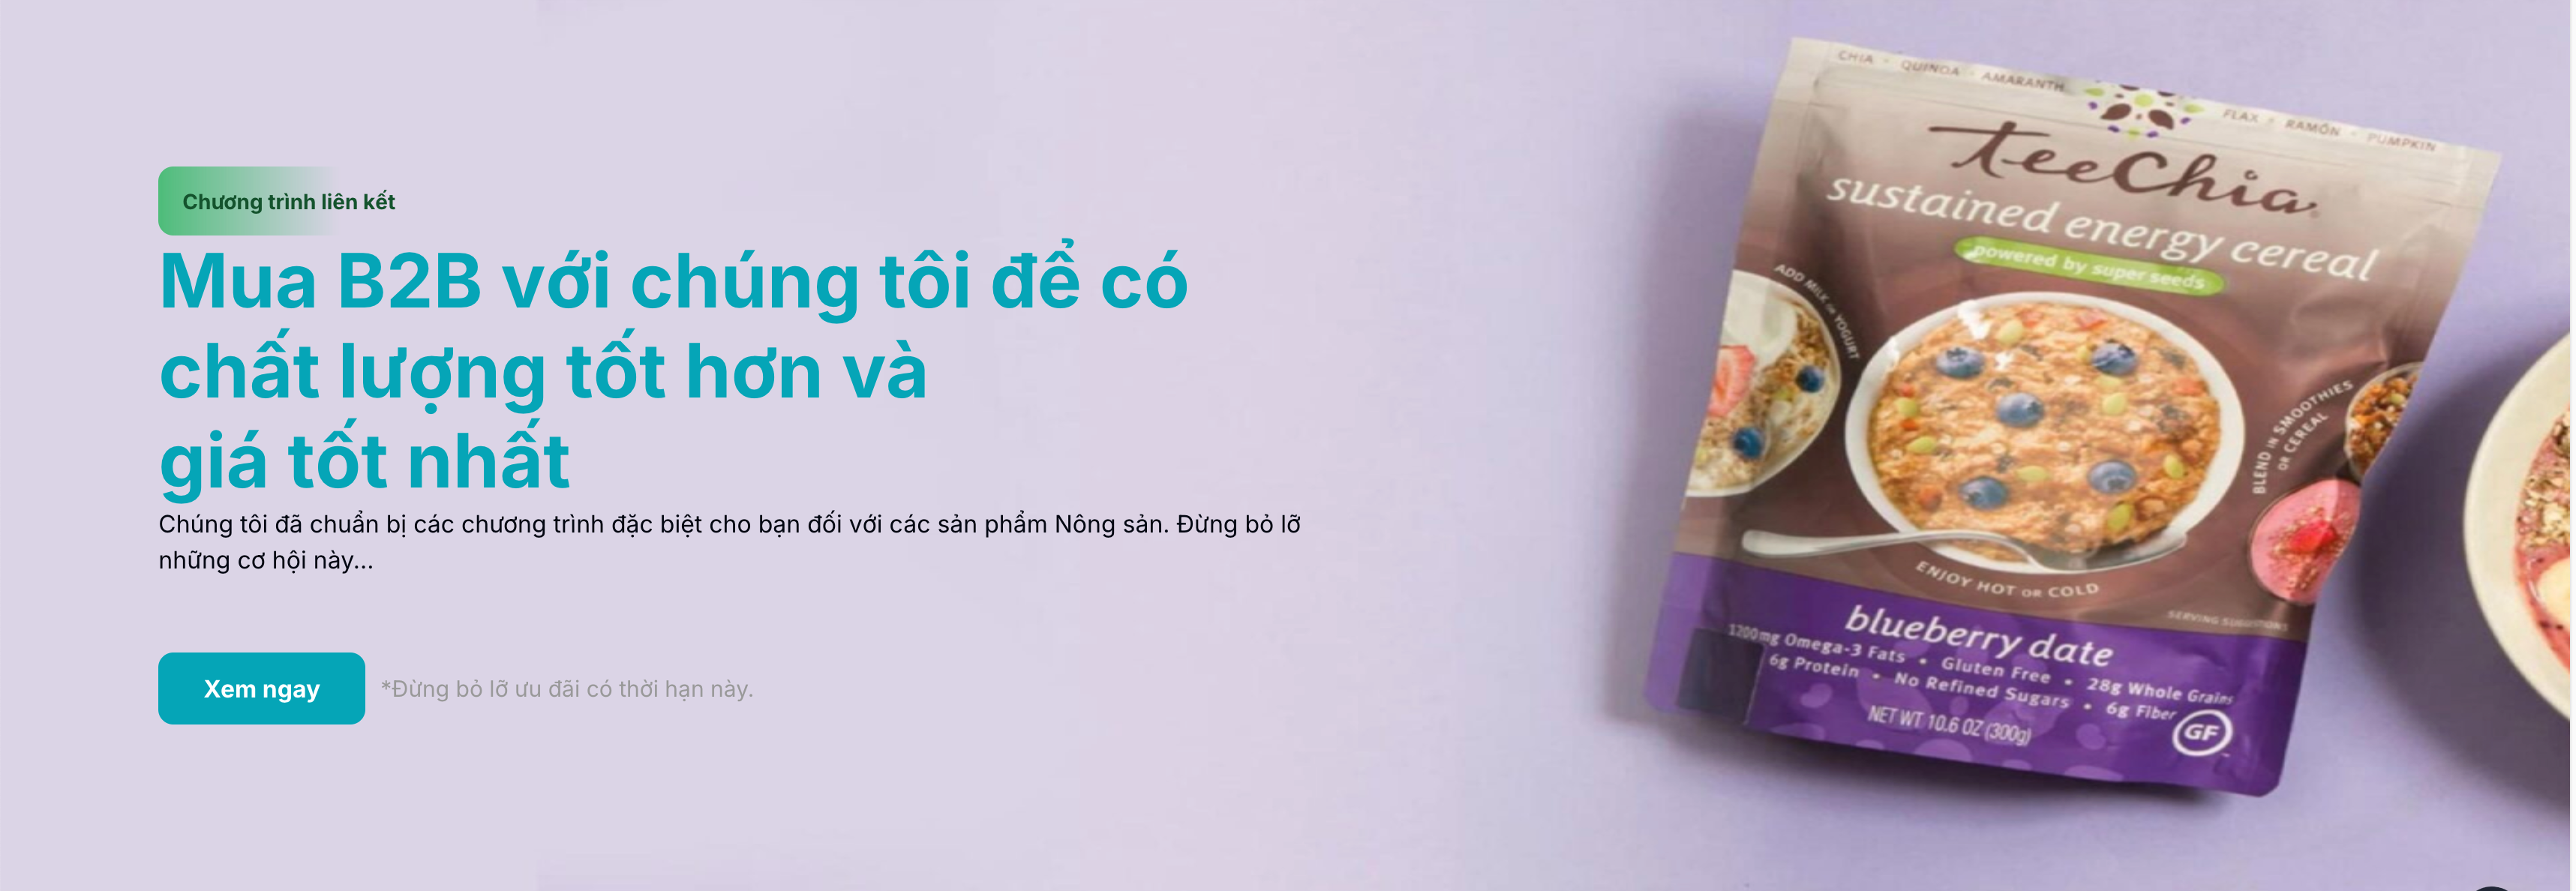 Chương trình liên kết
Mua B2B với chúng tôi để có
chất lượng tốt hơn và
giá tốt nhất
Chúng tôi đã chuẩn bị các chương trình đặc biệt cho bạn đối với các sản phẩm Nông sản. Đừng bỏ lỡ
những cơ hội này...
Xem ngay
*Đừng bỏ lỡ ưu đãi có thời hạn này.
CHIA • QUINOA • AMARANTH
FLAX • RAMÓN • PUMPKIN
teeChia
sustained energy cereal
powered by super seeds
ADD MILK or YOGURT
BLEND in SMOOTHIES
or CEREAL
ENJOY HOT OR COLD
SERVING SUGGESTIONS
blueberry date
1200mg Omega-3 Fats • Gluten Free • 28g Whole Grains
6g Protein • No Refined Sugars • 6g Fiber
NET WT 10.6 OZ (300g)
GF